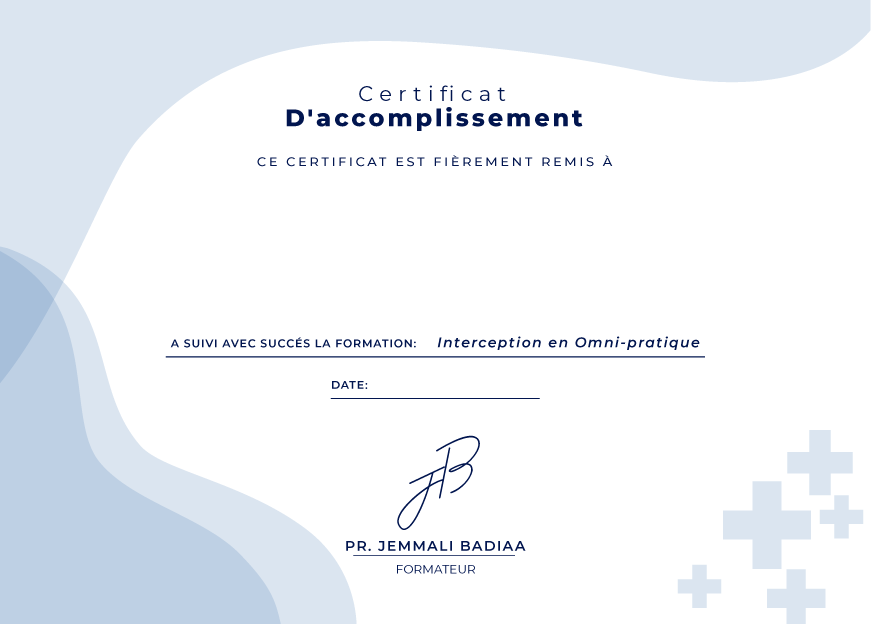 Certificat
D'accomplissement
CE CERTIFICAT EST FIÈREMENT REMIS À
A SUIVI AVEC SUCCÉS LA FORMATION: Interception en Omni-pratique
DATE:
JB
PR. JEMMALI BADIAA
FORMATEUR